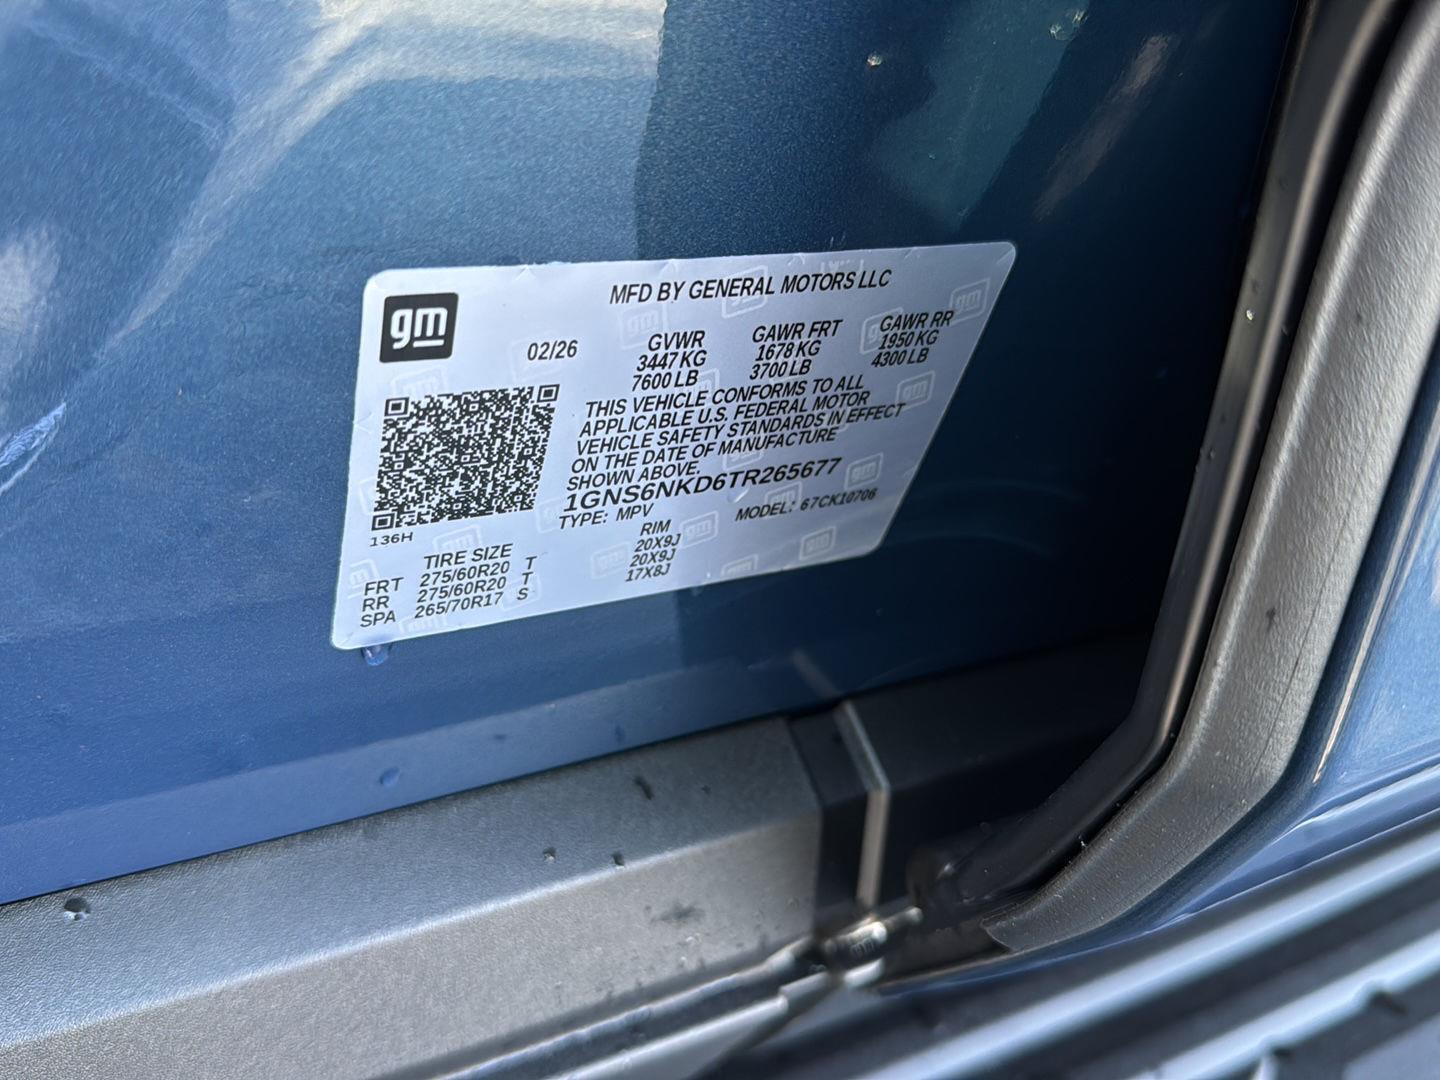 gm
MFD BY GENERAL MOTORS LLC
02/26 GVWR GAWR FRT GAWR RR
3447 KG 1678 KG 1950 KG
7600 LB 3700 LB 4300 LB
THIS VEHICLE CONFORMS TO ALL
APPLICABLE U.S. FEDERAL MOTOR
VEHICLE SAFETY STANDARDS IN EFFECT
ON THE DATE OF MANUFACTURE
SHOWN ABOVE.
1GNS6NKD6TR265677
TYPE: MPV MODEL: 67CK10706
136H
TIRE SIZE RIM
FRT 275/60R20 T 20X9J
RR 275/60R20 T 20X9J
SPA 265/70R17 S 17X8J